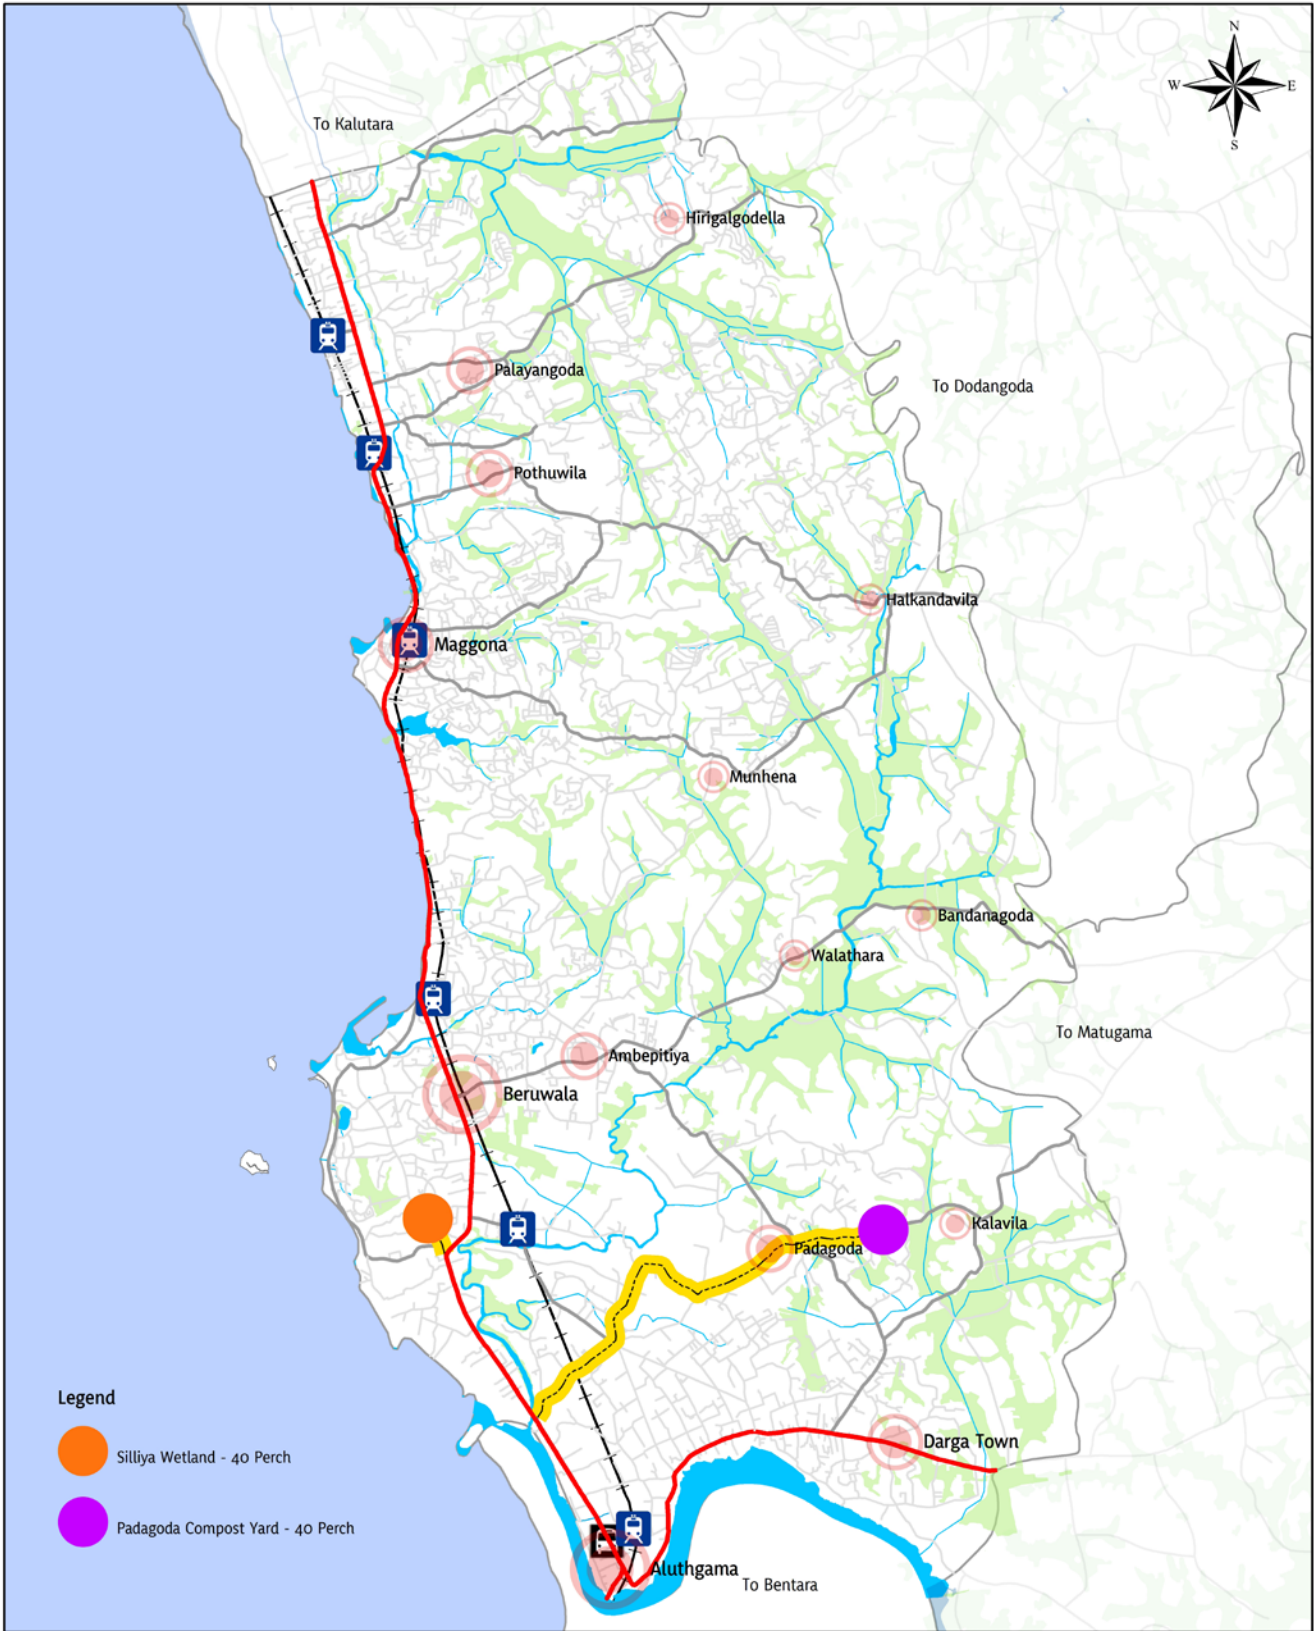 N
W
E
S
To Kalutara
Hirigalgodella
Palayangoda
To Dodangoda
Pothuwila
Halkandavila
Maggona
Munhena
Bandanagoda
Walathara
To Matugama
Ambepitiya
Beruwala
Kalavila
Padagoda
Legend
Silliya Wetland - 40 Perch
Padagoda Compost Yard - 40 Perch
Darga Town
Aluthgama
To Bentara